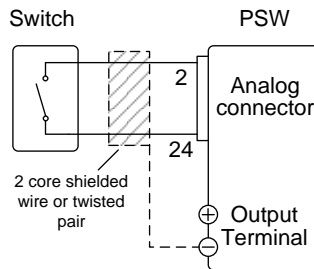 Switch
PSW
2
Analog
connector
24
2 core shielded
wire or twisted
pair
+
Output
Terminal
−